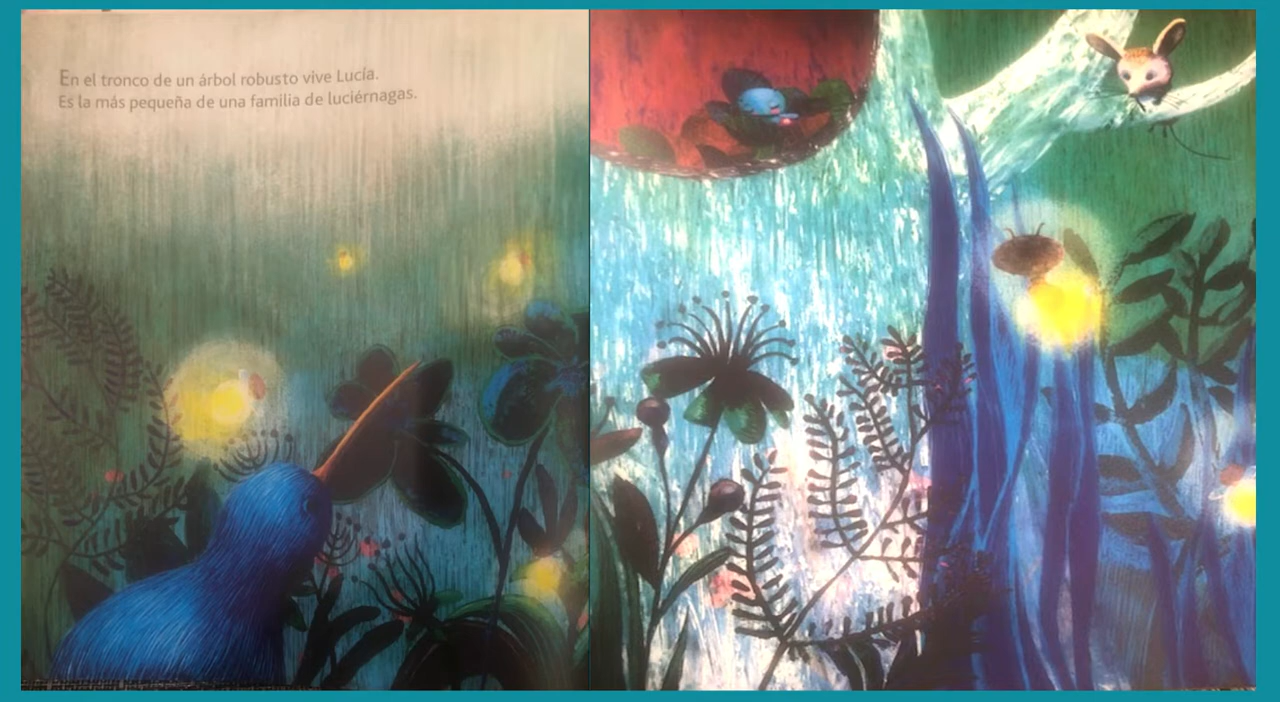 En el tronco de un árbol robusto vive Lucía.
Es la más pequeña de una familia de luciérnagas.